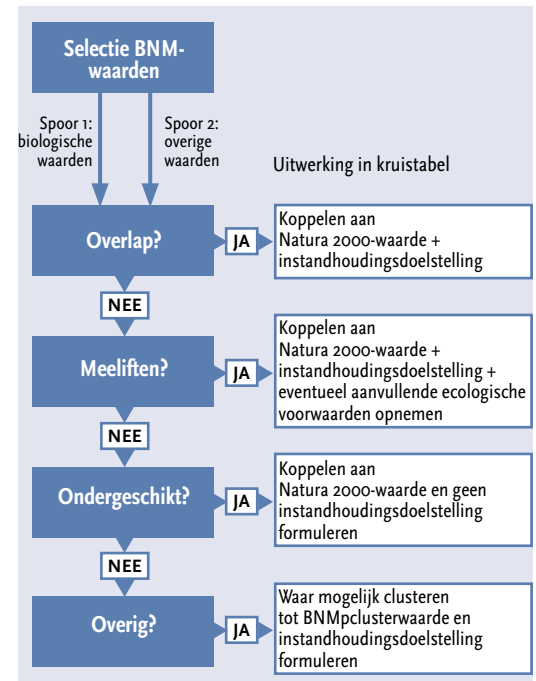 Selectie BNM-
waarden
Spoor 1:
biologische
waarden
Spoor 2:
overige
waarden
Uitwerking in kruistabel
Overlap?
JA
Koppelen aan
Natura 2000-waarde +
instandhoudingsdoelstelling
NEE
Meeliften?
JA
Koppelen aan
Natura 2000-waarde +
instandhoudingsdoelstelling +
eventueel aanvullende ecologische
voorwaarden opnemen
NEE
Ondergeschikt?
JA
Koppelen aan
Natura 2000-waarde en geen
instandhoudingsdoelstelling
formuleren
NEE
Overig?
JA
Waar mogelijk clusteren
tot BNMpclusterwaarde en
instandhoudingsdoelstelling
formuleren